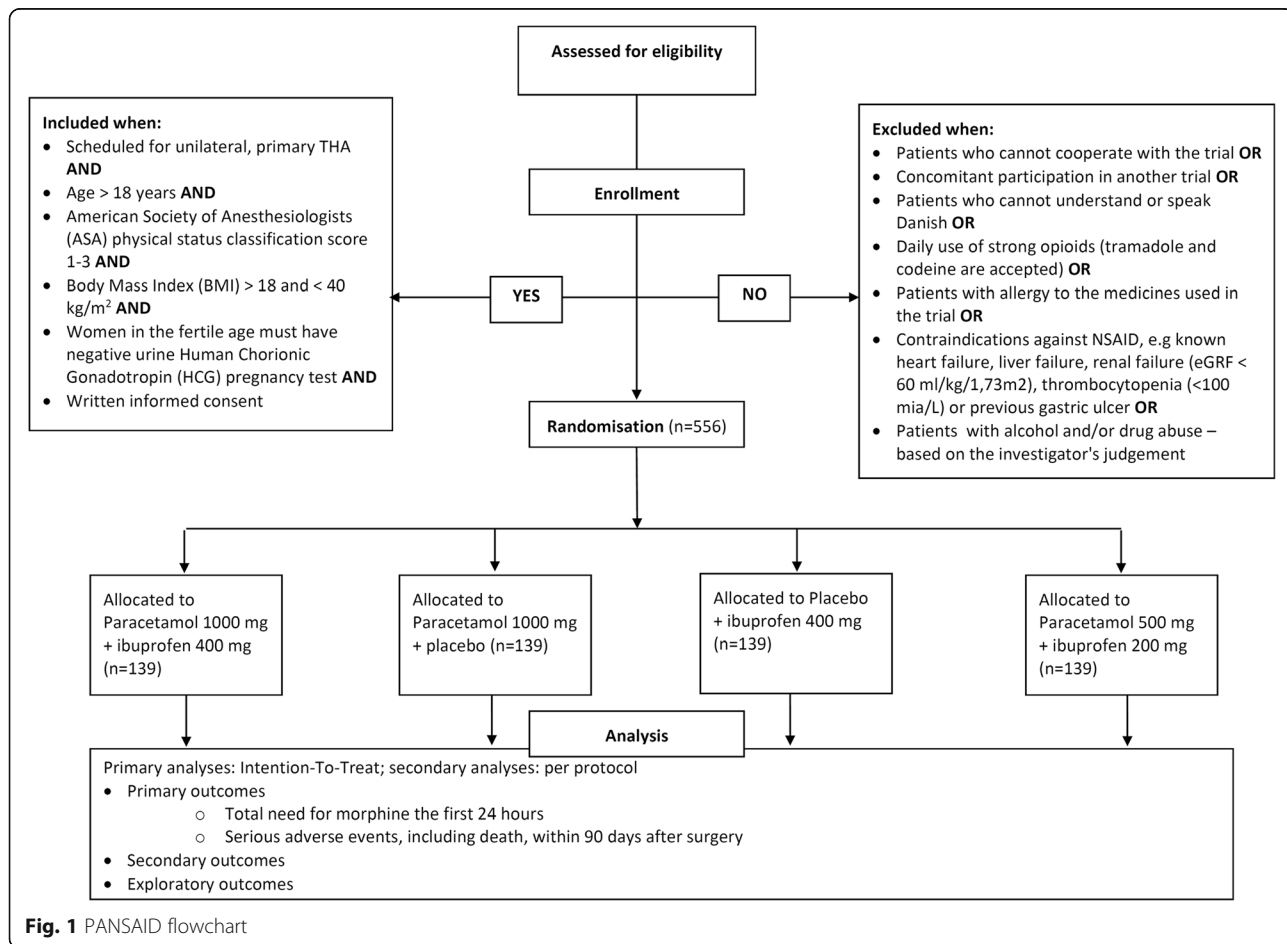 Assessed for eligibility
Included when:
• Scheduled for unilateral, primary THA
AND
• Age > 18 years AND
• American Society of Anesthesiologists
(ASA) physical status classification score
1-3 AND
• Body Mass Index (BMI) > 18 and < 40
kg/m² AND
• Women in the fertile age must have
negative urine Human Chorionic
Gonadotropin (HCG) pregnancy test AND
• Written informed consent
Enrollment
YES
NO
Excluded when:
• Patients who cannot cooperate with the trial OR
• Concomitant participation in another trial OR
• Patients who cannot understand or speak
Danish OR
• Daily use of strong opioids (tramadole and
codeine are accepted) OR
• Patients with allergy to the medicines used in
the trial OR
• Contraindications against NSAID, e.g known
heart failure, liver failure, renal failure (eGRF <
60 ml/kg/1,73m2), thrombocytopenia (<100
mia/L) or previous gastric ulcer OR
• Patients with alcohol and/or drug abuse –
based on the investigator's judgement
Randomisation (n=556)
Allocated to
Paracetamol 1000 mg
+ ibuprofen 400 mg
(n=139)
Allocated to
Paracetamol 1000 mg
+ placebo (n=139)
Allocated to Placebo
+ ibuprofen 400 mg
(n=139)
Allocated to
Paracetamol 500 mg
+ ibuprofen 200 mg
(n=139)
Analysis
Primary analyses: Intention-To-Treat; secondary analyses: per protocol
• Primary outcomes
o Total need for morphine the first 24 hours
o Serious adverse events, including death, within 90 days after surgery
• Secondary outcomes
• Exploratory outcomes
Fig. 1 PANSAID flowchart